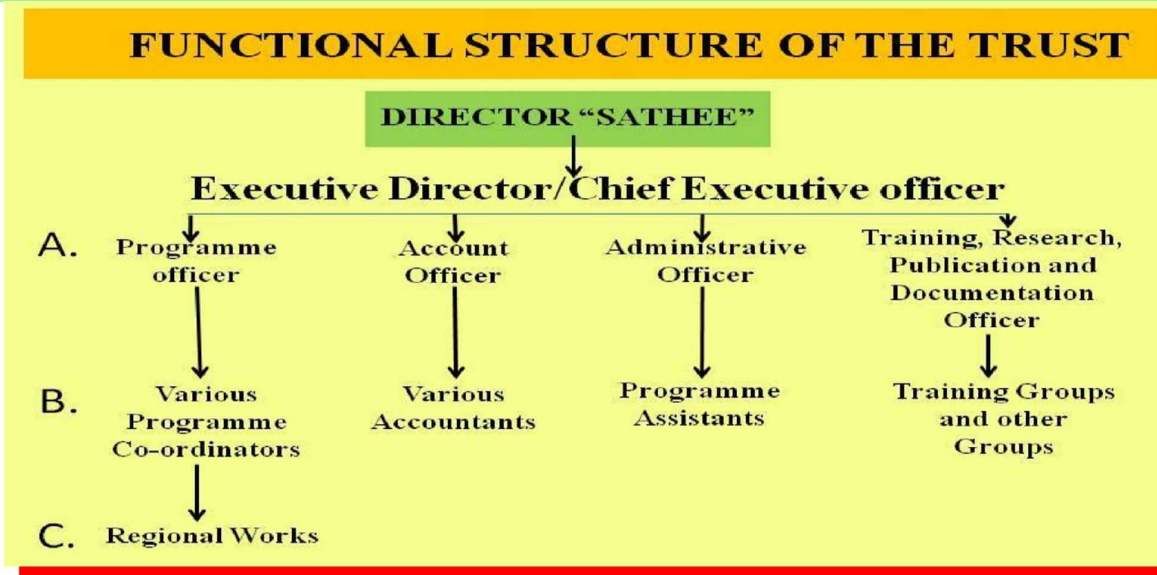 FUNCTIONAL STRUCTURE OF THE TRUST
DIRECTOR “SATHEE”
Executive Director/Chief Executive officer
A.
Programme
officer
Account
Officer
Administrative
Officer
Training, Research,
Publication and
Documentation
Officer
B.
Various
Programme
Co-ordinators
Various
Accountants
Programme
Assistants
Training Groups
and other
Groups
C.
Regional Works